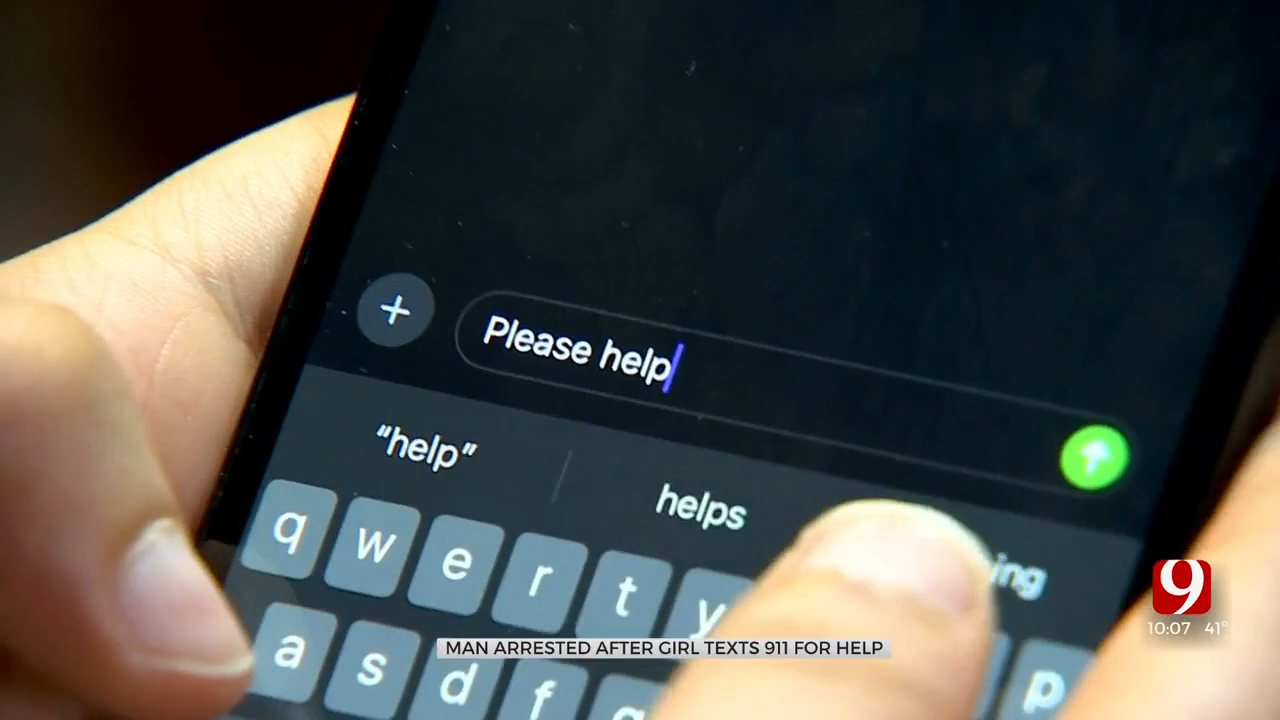 +
Please help
"help"
helps
q w e r t y
p
a s d f
MAN ARRESTED AFTER GIRL TEXTS 911 FOR HELP
9
10:07 41°